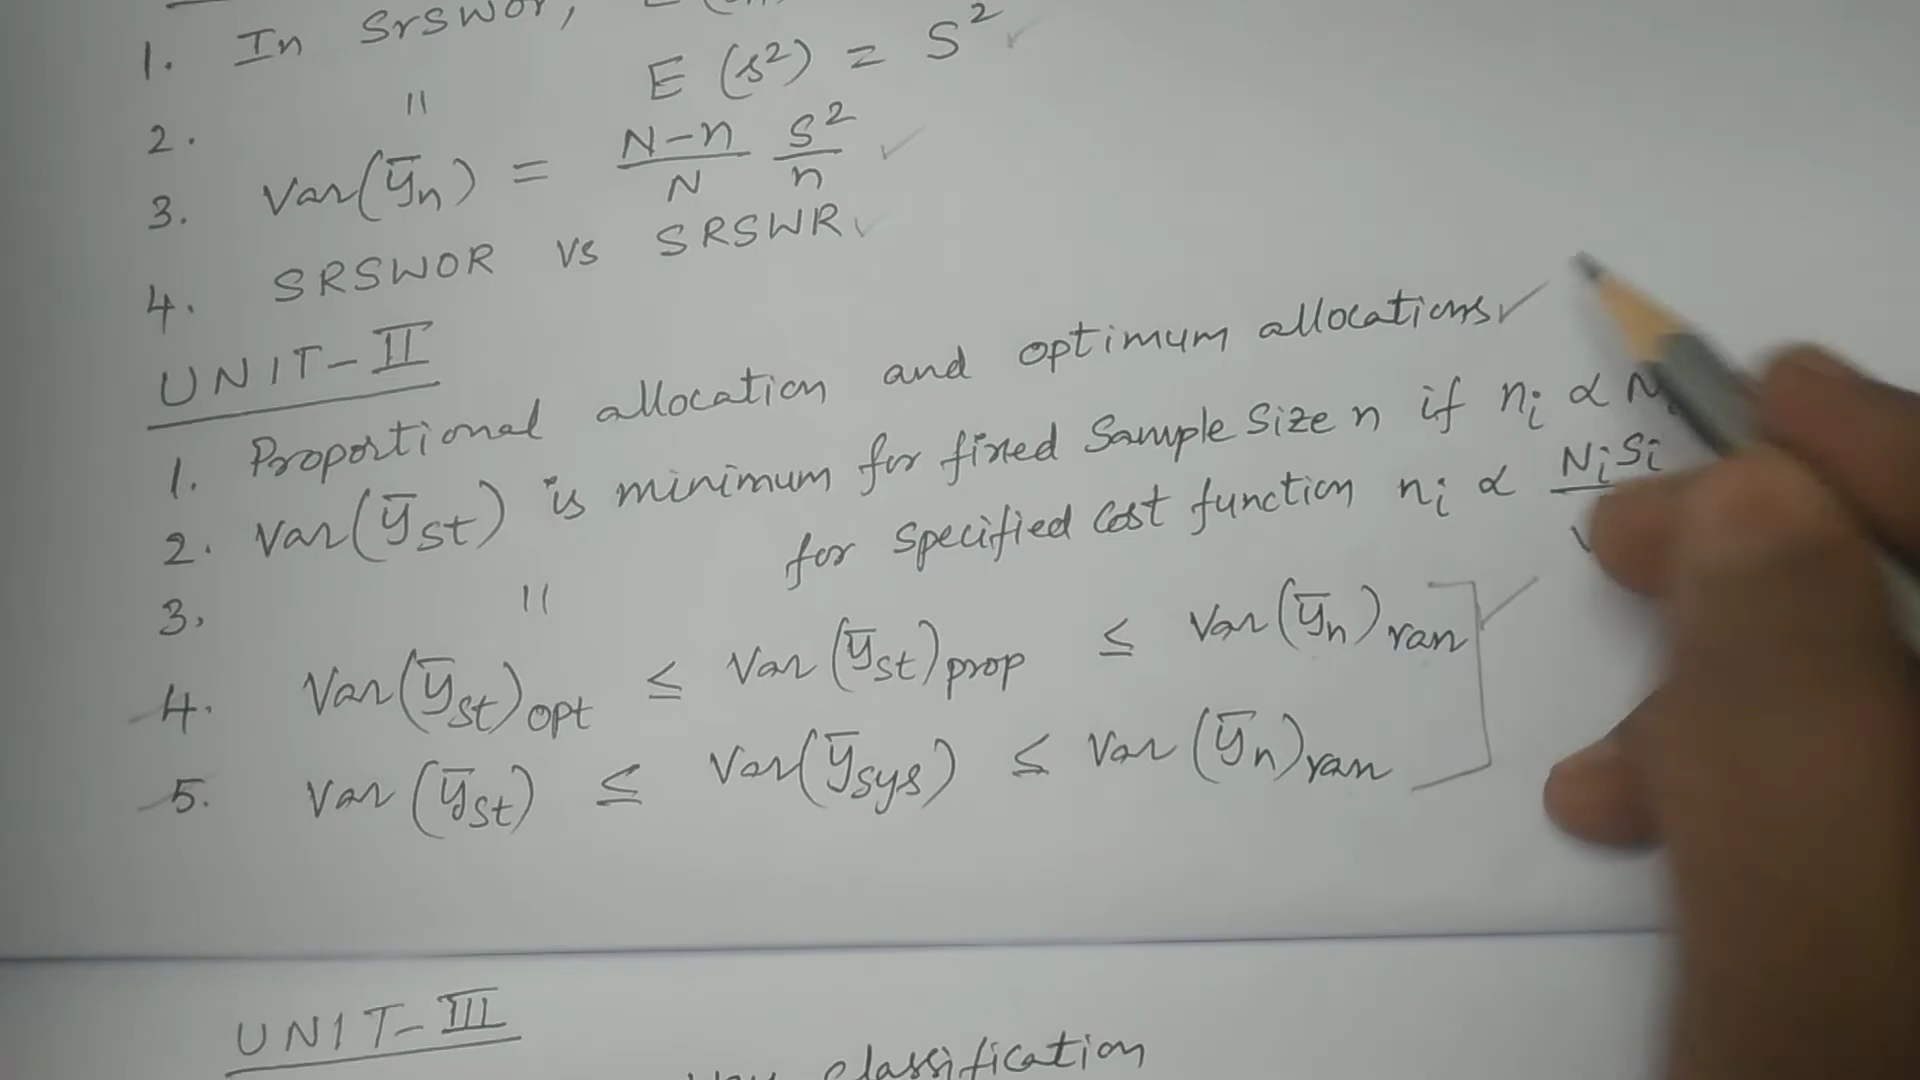 1. In SrSWOr,
2. " E (s²) = S²
3. Var(ȳn) = N-n/N S²/n
4. SRSWOR vs SRSWR
UNIT-II
1. Proportional allocation and optimum allocations
2. Var(ȳst) is minimum for fixed Sample Size n if ni ∝ N
3. " for specified cost function ni ∝ NiSi
4. Var(ȳst)opt ≤ Var(ȳst)prop ≤ Var(ȳn)ran
5. Var(ȳst) ≤ Var(ȳsys) ≤ Var(ȳn)ran
UNIT-III
classification